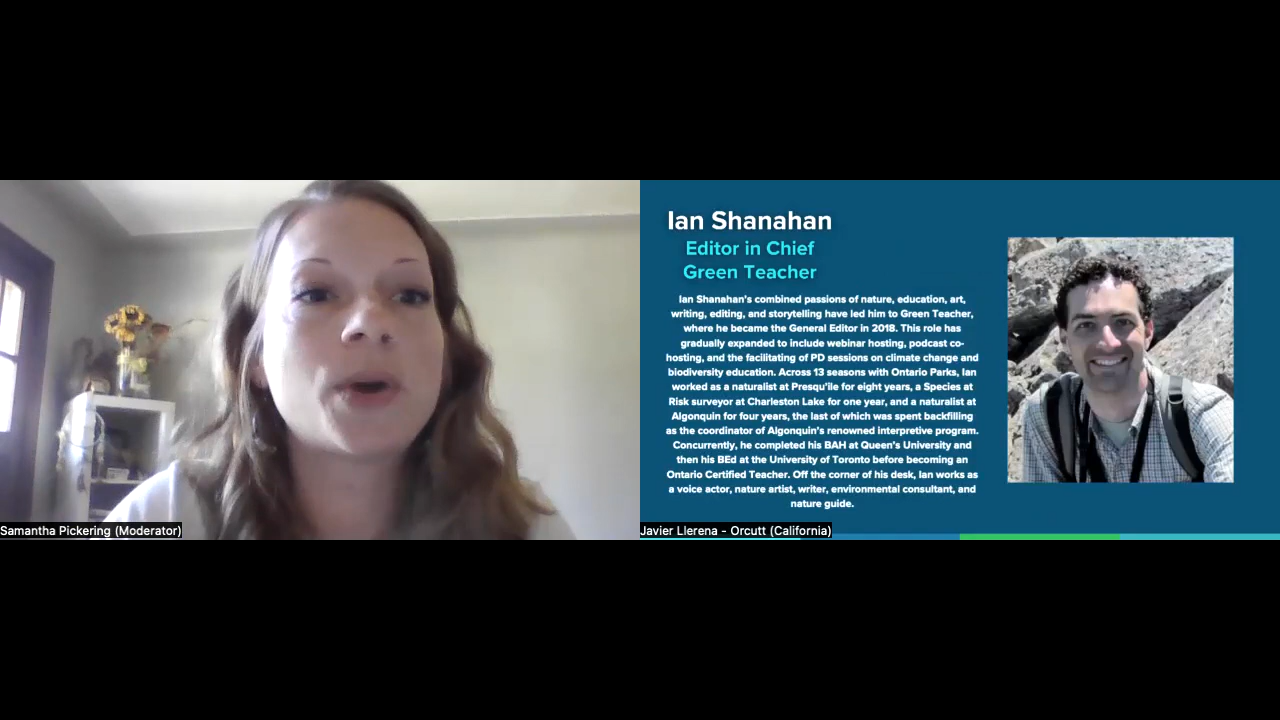 Ian Shanahan
Editor in Chief
Green Teacher
Ian Shanahan's combined passions of nature, education, art,
writing, editing, and storytelling have led him to Green Teacher,
where he became the General Editor in 2018. This role has
gradually expanded to include webinar hosting, podcast co-
hosting, and the facilitating of PD sessions on climate change and
biodiversity education. Across 13 seasons with Ontario Parks, Ian
worked as a naturalist at Presqu'ile for eight years, a Species at
Risk surveyor at Charleston Lake for one year, and a naturalist at
Algonquin for four years, the last of which was spent backfilling
as the coordinator of Algonquin's renowned interpretive program.
Concurrently, he completed his BAH at Queen's University and
then his BEd at the University of Toronto before becoming an
Ontario Certified Teacher. Off the corner of his desk, Ian works as
a voice actor, nature artist, writer, environmental consultant, and
nature guide.
Samantha Pickering (Moderator)
Javier Llerena - Orcutt (California)